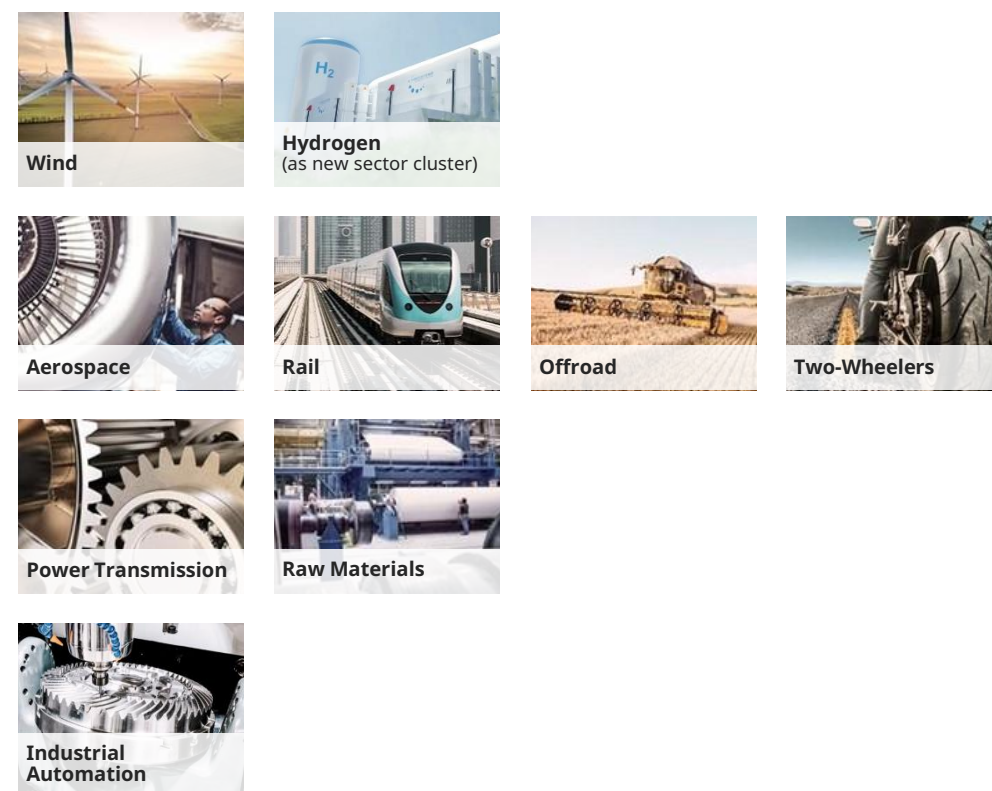 H2
Wind
Hydrogen
(as new sector cluster)
Aerospace
Rail
Offroad
Two-Wheelers
Power Transmission
Raw Materials
Industrial
Automation